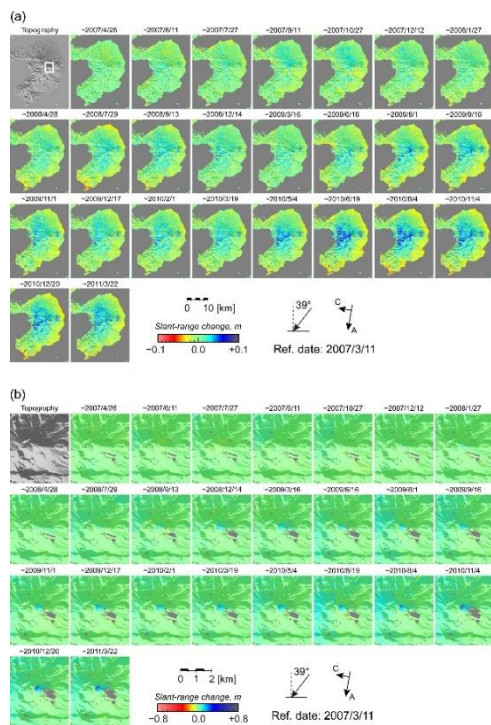 (a)
Topography ~2007/4/26 ~2007/6/11 ~2007/7/27 ~2007/9/11 ~2007/10/27 ~2007/12/12 ~2008/1/27
~2008/4/28 ~2008/7/29 ~2008/9/13 ~2008/12/14 ~2009/3/16 ~2009/6/16 ~2009/8/1 ~2009/9/16
~2009/11/1 ~2009/12/17 ~2010/2/1 ~2010/3/19 ~2010/5/4 ~2010/6/19 ~2010/8/4 ~2010/11/4
~2010/12/20 ~2011/3/22
0 10 [km]
39°
C
A
Slant-range change, m
−0.1 0.0 +0.1
Ref. date: 2007/3/11
(b)
Topography ~2007/4/26 ~2007/6/11 ~2007/7/27 ~2007/9/11 ~2007/10/27 ~2007/12/12 ~2008/1/27
~2008/4/28 ~2008/7/29 ~2008/9/13 ~2008/12/14 ~2009/3/16 ~2009/6/16 ~2009/8/1 ~2009/9/16
~2009/11/1 ~2009/12/17 ~2010/2/1 ~2010/3/19 ~2010/5/4 ~2010/6/19 ~2010/8/4 ~2010/11/4
~2010/12/20 ~2011/3/22
0 1 2 [km]
39°
C
A
Slant-range change, m
−0.8 0.0 +0.8
Ref. date: 2007/3/11